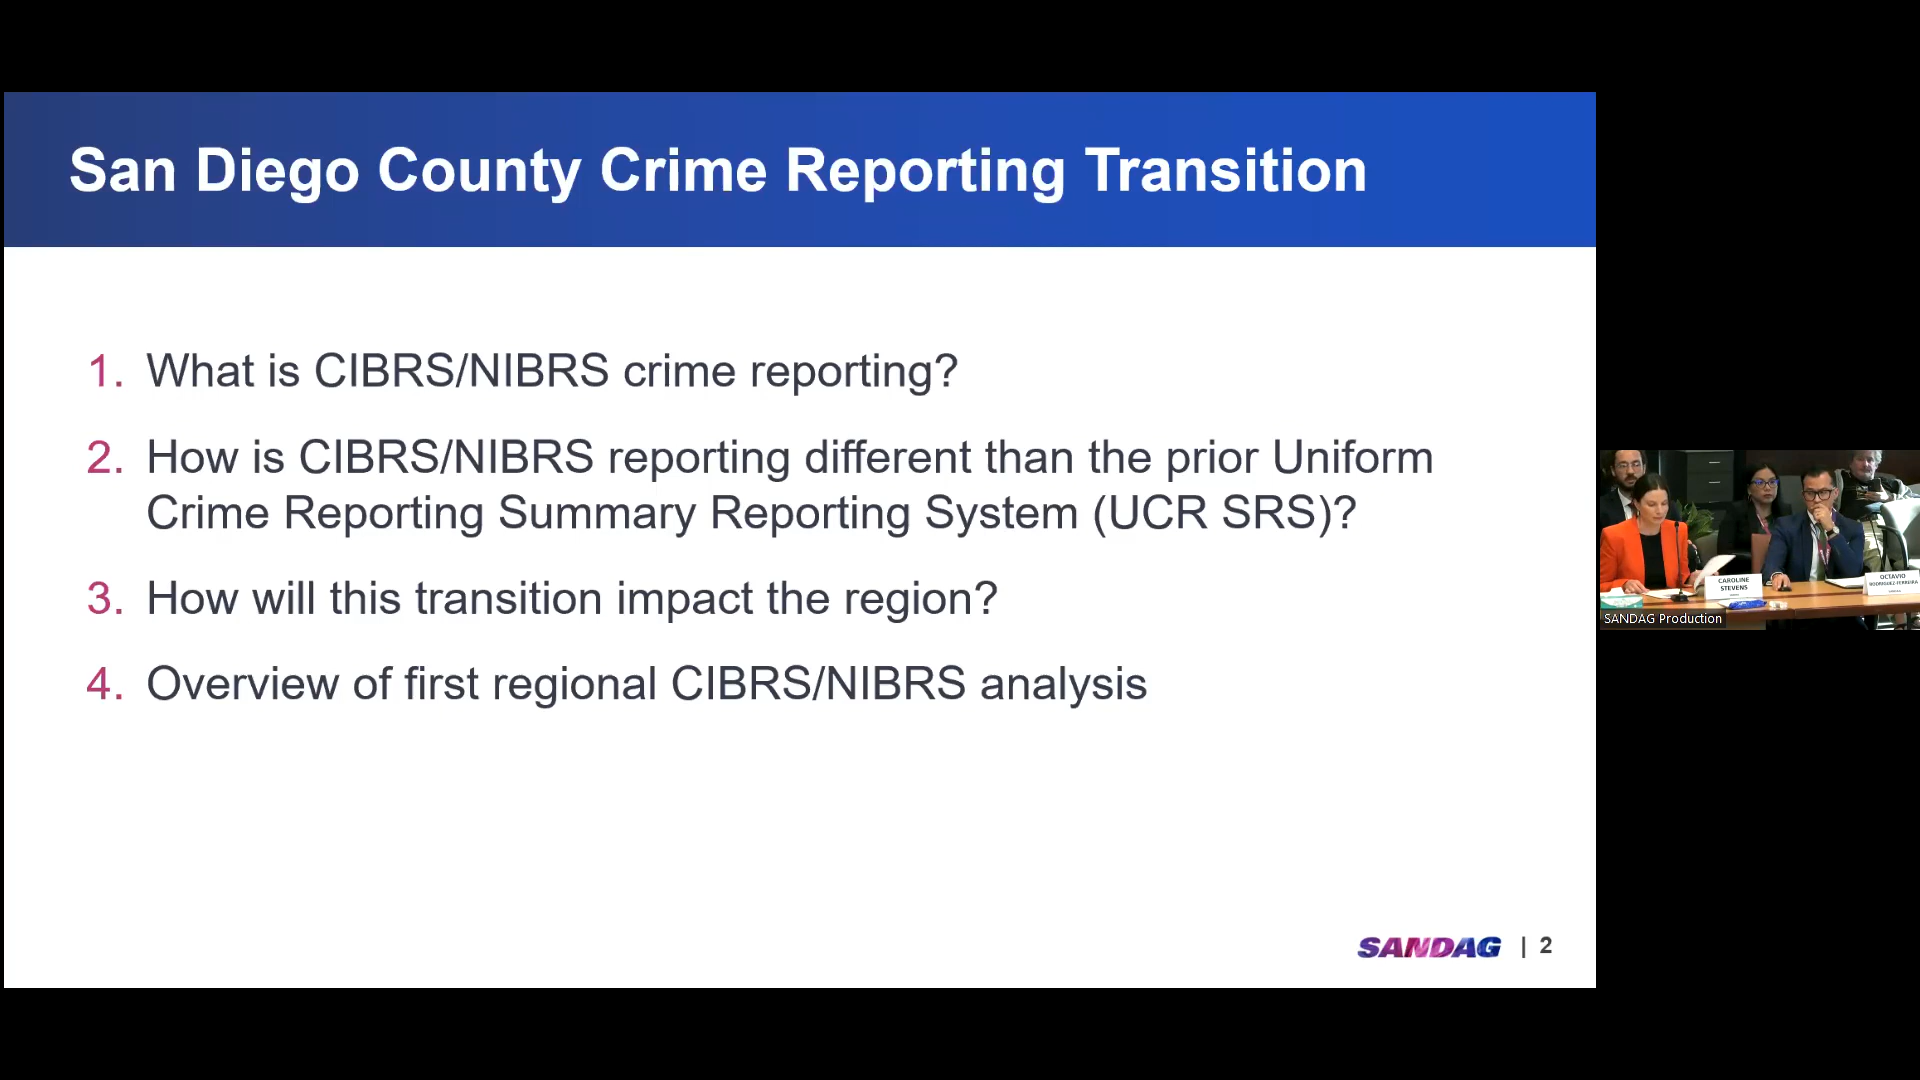 San Diego County Crime Reporting Transition
1. What is CIBRS/NIBRS crime reporting?
2. How is CIBRS/NIBRS reporting different than the prior Uniform
Crime Reporting Summary Reporting System (UCR SRS)?
3. How will this transition impact the region?
4. Overview of first regional CIBRS/NIBRS analysis
SANDAG | 2
CAROLINE
STEVENS
OCTAVIO
RODRIGUEZ-FERREIRA
SANDAG Production